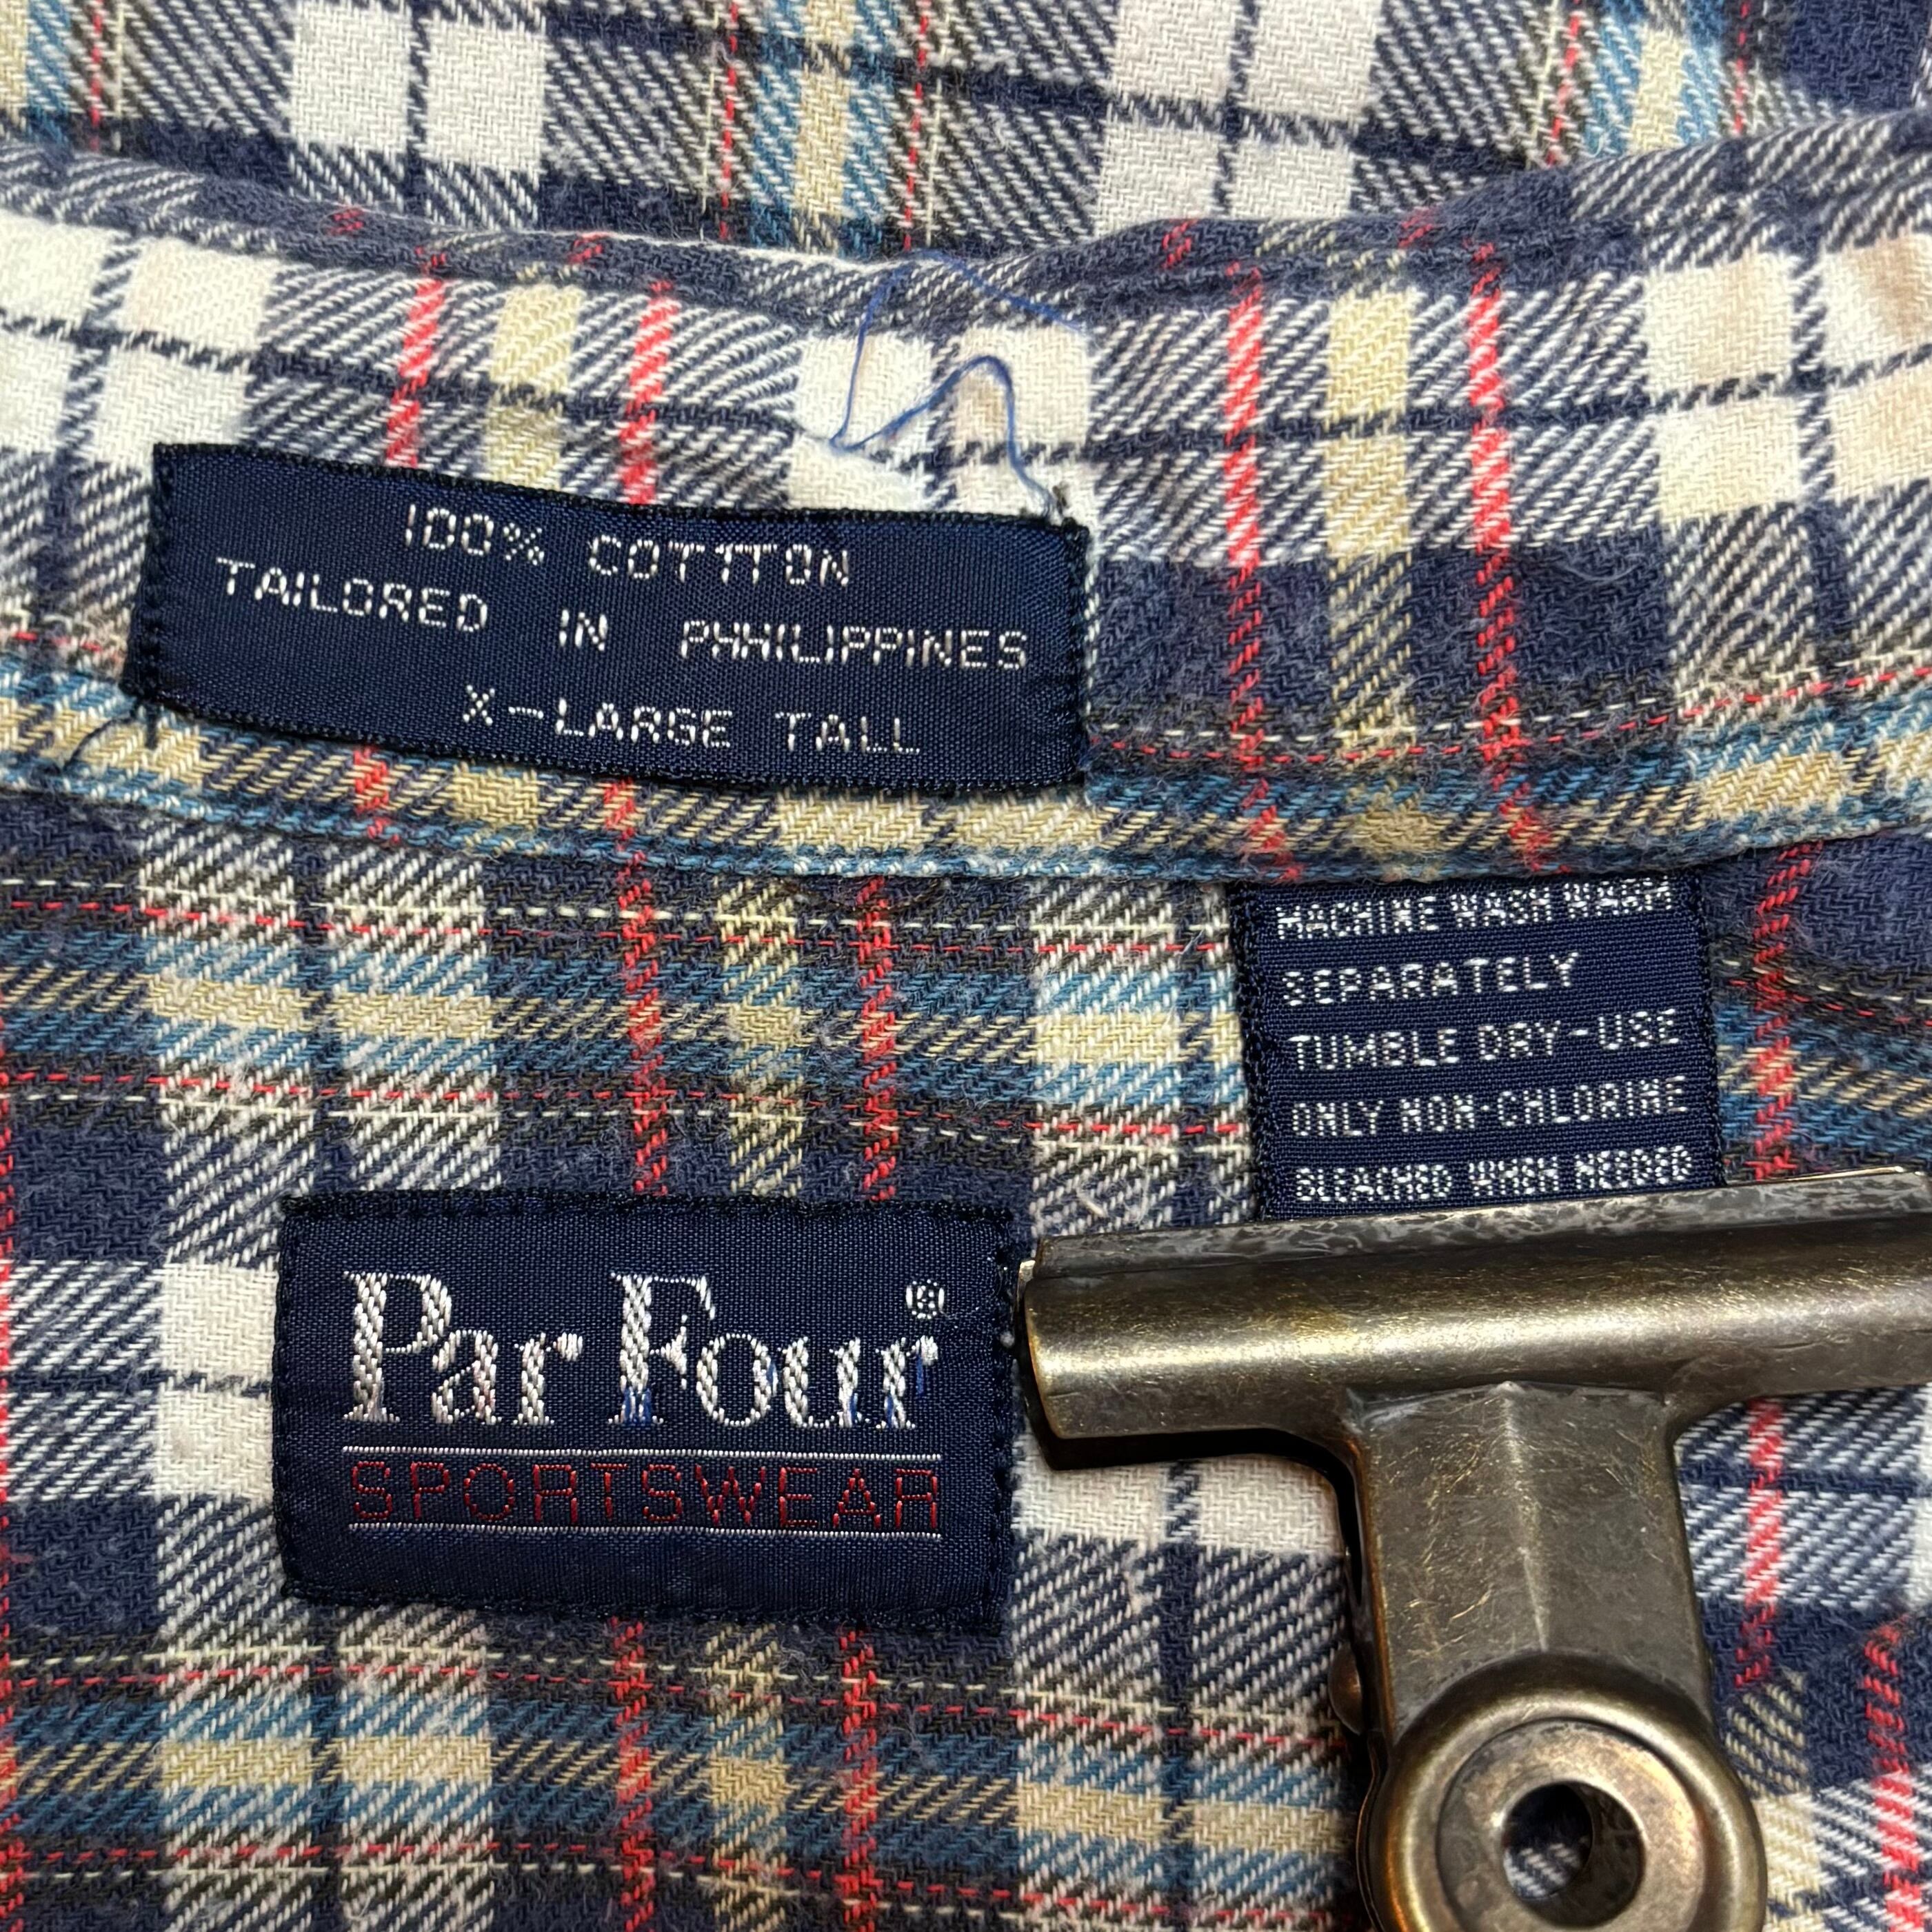 100% COTTTON
TAILORED IN PHHILIPPINES
X-LARGE TALL
MACHINE WASH WARM
SEPARATELY
TUMBLE DRY-USE
ONLY NON-CHLORINE
BLEACHED WHEN NEEDED
Par Four®
SPORTSWEAR